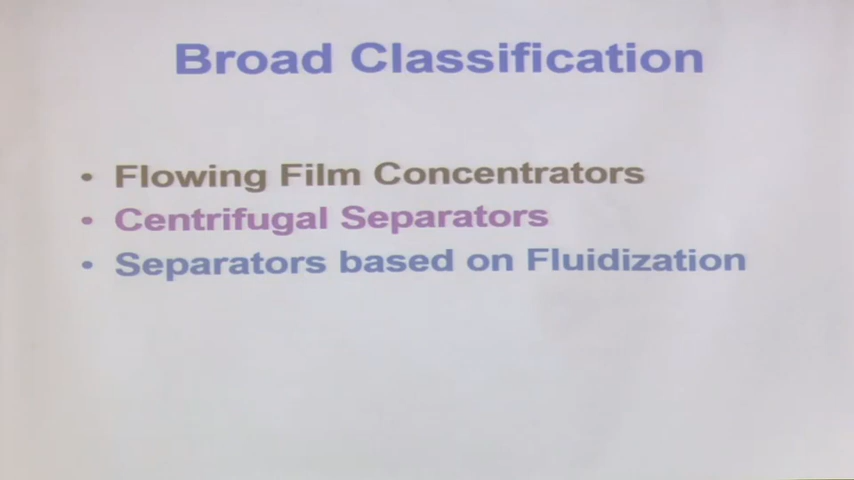 Broad Classification
• Flowing Film Concentrators
• Centrifugal Separators
• Separators based on Fluidization